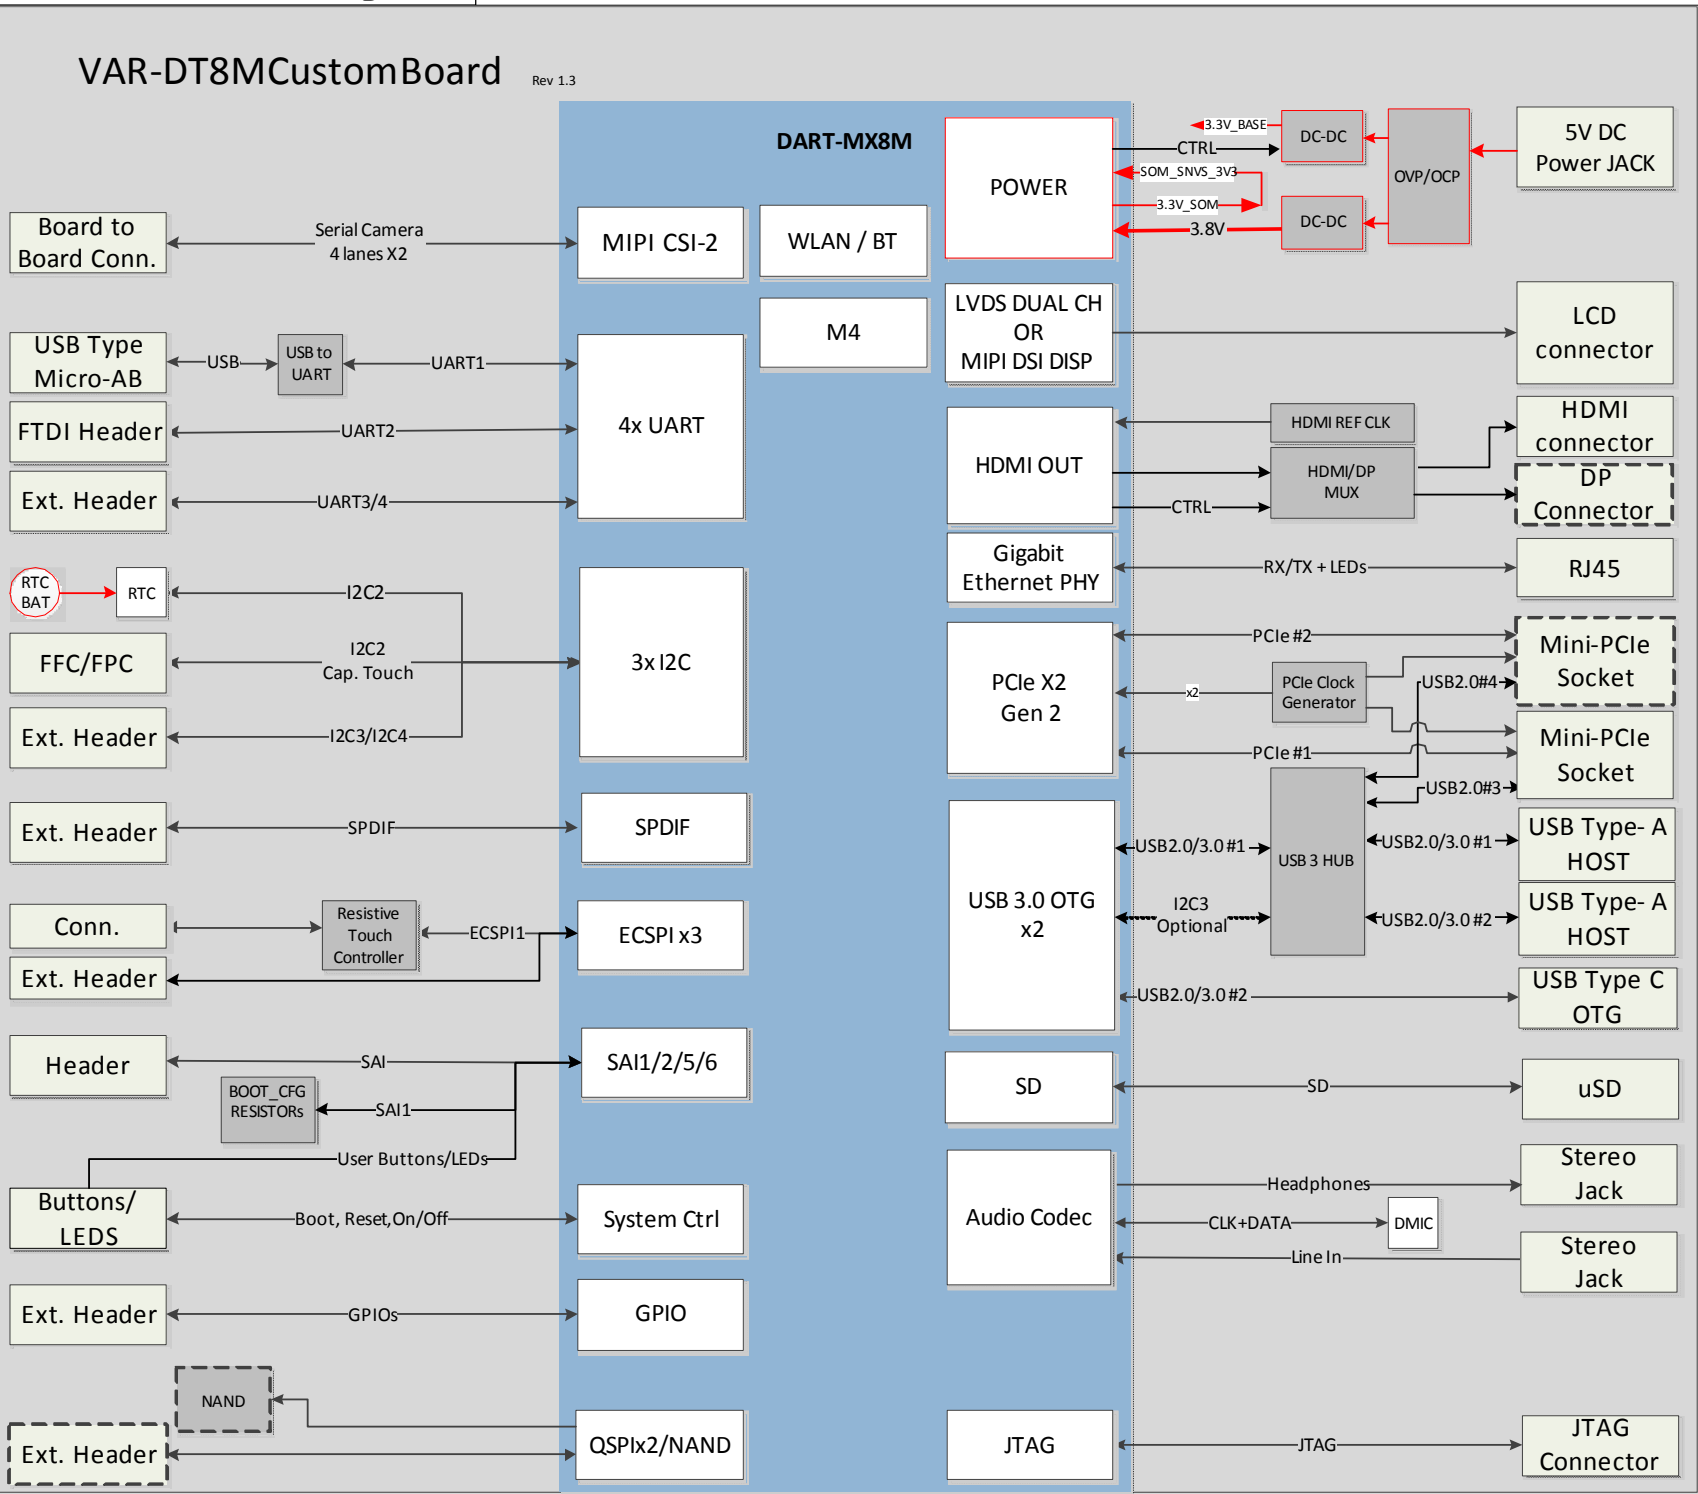 VAR-DT8MCustomBoard
Rev 1.3
DART-MX8M
Board to
Board Conn.
Serial Camera
4 lanes X2
MIPI CSI-2
WLAN / BT
M4
USB Type
Micro-AB
USB
USB to
UART
UART1
4x UART
FTDI Header
UART2
Ext. Header
UART3/4
RTC
BAT
RTC
I2C2
FFC/FPC
I2C2
Cap. Touch
3x I2C
Ext. Header
I2C3/I2C4
Ext. Header
SPDIF
SPDIF
Conn.
Resistive
Touch
Controller
ECSPI1
ECSPI x3
Ext. Header
Header
SAI
SAI1/2/5/6
BOOT_CFG
RESISTORs
SAI1
User Buttons/LEDs
Buttons/
LEDS
Boot, Reset,On/Off
System Ctrl
Ext. Header
GPIOs
GPIO
NAND
Ext. Header
QSPIx2/NAND
POWER
3.3V_BASE
CTRL
SOM_SNVS_3V3
3.3V_SOM
3.8V
DC-DC
DC-DC
OVP/OCP
5V DC
Power JACK
LVDS DUAL CH
OR
MIPI DSI DISP
LCD
connector
HDMI OUT
HDMI REF CLK
HDMI/DP
MUX
CTRL
HDMI
connector
DP
Connector
Gigabit
Ethernet PHY
RX/TX + LEDs
RJ45
PCIe X2
Gen 2
PCIe #2
x2
PCIe Clock
Generator
PCIe #1
USB2.0#4
Mini-PCIe
Socket
Mini-PCIe
Socket
USB2.0#3
USB 3.0 OTG
x2
USB2.0/3.0 #1
I2C3
Optional
USB 3 HUB
USB2.0/3.0 #1
USB Type- A
HOST
USB2.0/3.0 #2
USB Type- A
HOST
USB2.0/3.0 #2
USB Type C
OTG
SD
SD
uSD
Audio Codec
Headphones
Stereo
Jack
CLK+DATA
DMIC
Line In
Stereo
Jack
JTAG
JTAG
JTAG
Connector